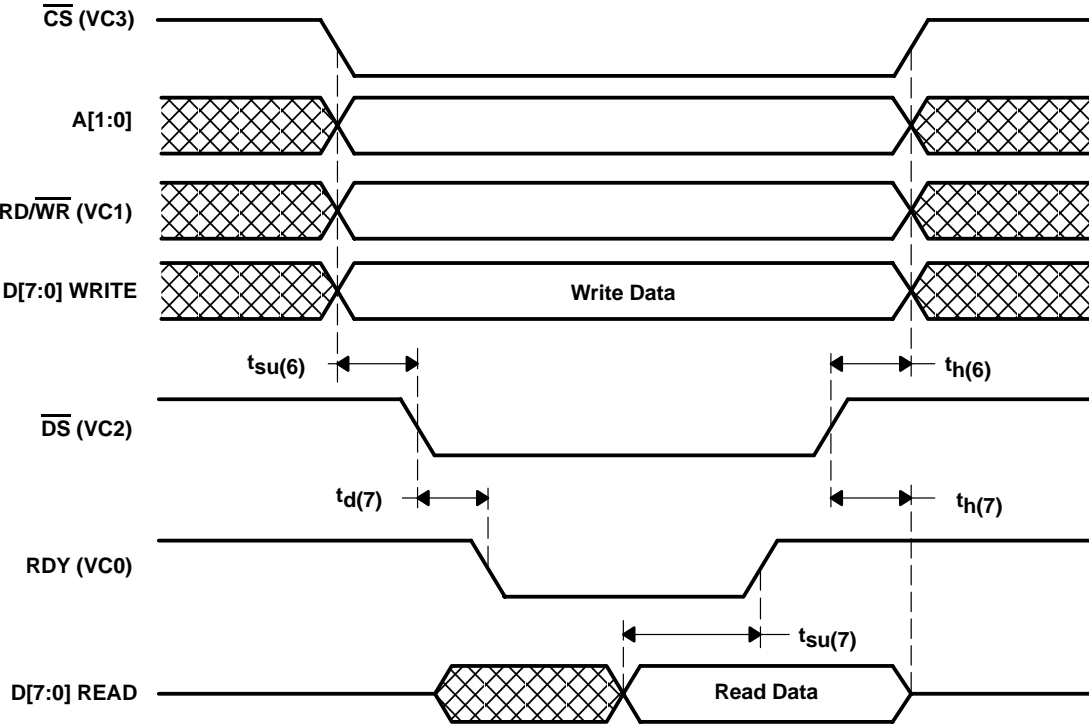 CS (VC3)
A[1:0]
RD/WR (VC1)
D[7:0] WRITE
Write Data
tsu(6)
th(6)
DS (VC2)
td(7)
th(7)
RDY (VC0)
tsu(7)
D[7:0] READ
Read Data